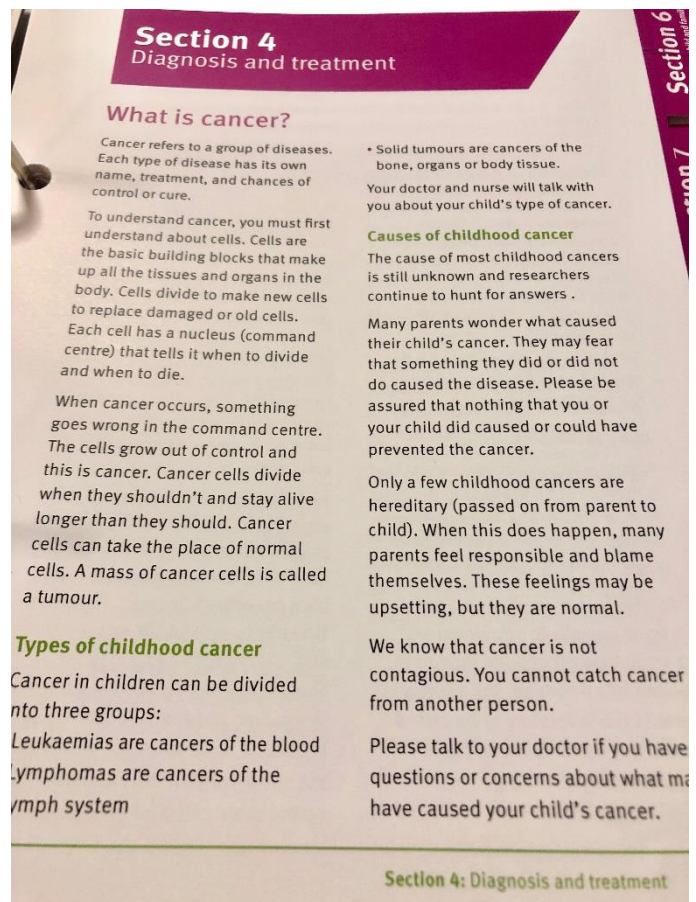 Section 4
Diagnosis and treatment
What is cancer?
Cancer refers to a group of diseases.
Each type of disease has its own
name, treatment, and chances of
control or cure.
To understand cancer, you must first
understand about cells. Cells are
the basic building blocks that make
up all the tissues and organs in the
body. Cells divide to make new cells
to replace damaged or old cells.
Each cell has a nucleus (command
centre) that tells it when to divide
and when to die.
When cancer occurs, something
goes wrong in the command centre.
The cells grow out of control and
this is cancer. Cancer cells divide
when they shouldn't and stay alive
longer than they should. Cancer
cells can take the place of normal
cells. A mass of cancer cells is called
a tumour.
Types of childhood cancer
Cancer in children can be divided
nto three groups:
Leukaemias are cancers of the blood
Lymphomas are cancers of the
ymph system
• Solid tumours are cancers of the
bone, organs or body tissue.
Your doctor and nurse will talk with
you about your child's type of cancer.
Causes of childhood cancer
The cause of most childhood cancers
is still unknown and researchers
continue to hunt for answers .
Many parents wonder what caused
their child's cancer. They may fear
that something they did or did not
do caused the disease. Please be
assured that nothing that you or
your child did caused or could have
prevented the cancer.
Only a few childhood cancers are
hereditary (passed on from parent to
child). When this does happen, many
parents feel responsible and blame
themselves. These feelings may be
upsetting, but they are normal.
We know that cancer is not
contagious. You cannot catch cancer
from another person.
Please talk to your doctor if you have
questions or concerns about what ma
have caused your child's cancer.
Section 4: Diagnosis and treatment
Section 6